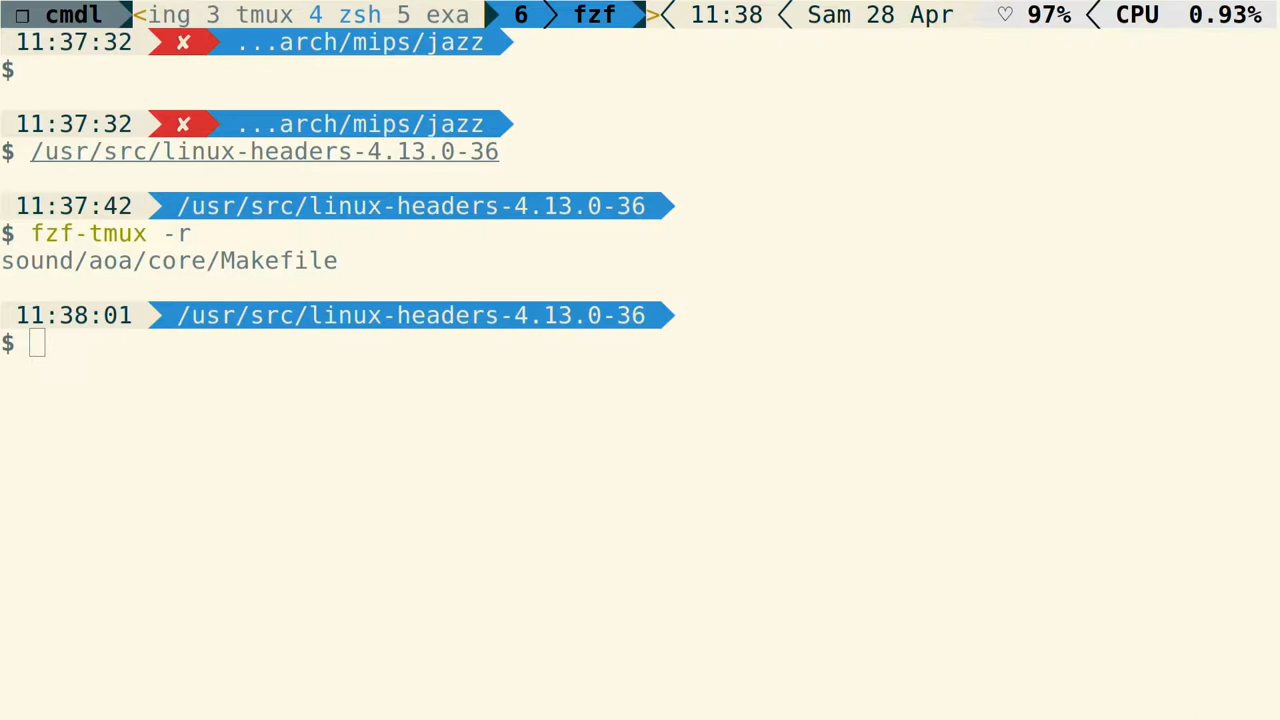 ❐ cmdl <ing 3 tmux 4 zsh 5 exa 6 fzf > 11:38 Sam 28 Apr ♡ 97% CPU 0.93%
11:37:32 ✘ ...arch/mips/jazz
$
11:37:32 ✘ ...arch/mips/jazz
$ /usr/src/linux-headers-4.13.0-36
11:37:42 /usr/src/linux-headers-4.13.0-36
$ fzf-tmux -r
sound/aoa/core/Makefile
11:38:01 /usr/src/linux-headers-4.13.0-36
$